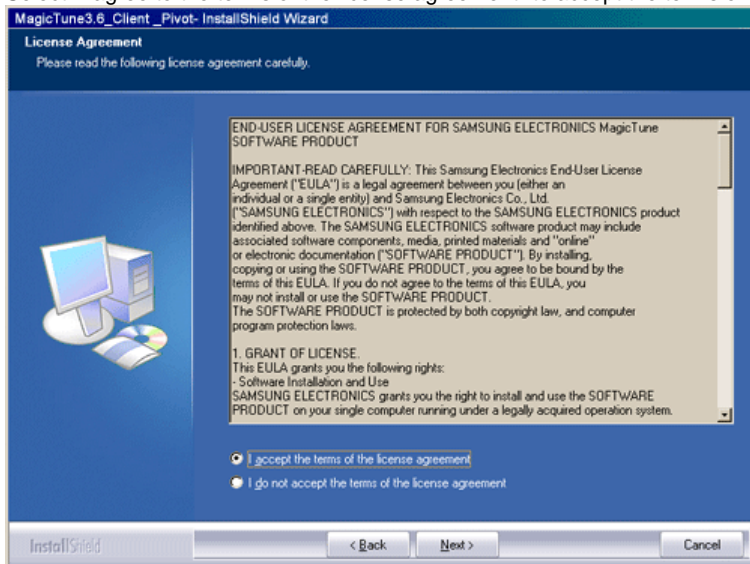 MagicTune3.6_Client _Pivot- InstallShield Wizard
License Agreement
Please read the following license agreement carefully.
END-USER LICENSE AGREEMENT FOR SAMSUNG ELECTRONICS MagicTune
SOFTWARE PRODUCT
IMPORTANT-READ CAREFULLY: This Samsung Electronics End-User License
Agreement ("EULA") is a legal agreement between you (either an
individual or a single entity) and Samsung Electronics Co., Ltd.
("SAMSUNG ELECTRONICS") with respect to the SAMSUNG ELECTRONICS product
identified above. The SAMSUNG ELECTRONICS software product may include
associated software components, media, printed materials and "online"
or electronic documentation ("SOFTWARE PRODUCT"). By installing,
copying or using the SOFTWARE PRODUCT, you agree to be bound by the
terms of this EULA. If you do not agree to the terms of this EULA, you
may not install or use the SOFTWARE PRODUCT.
The SOFTWARE PRODUCT is protected by both copyright law, and computer
program protection laws.
1. GRANT OF LICENSE.
This EULA grants you the following rights:
- Software Installation and Use
SAMSUNG ELECTRONICS grants you the right to install and use the SOFTWARE
PRODUCT on your single computer running under a legally acquired operation system.
I accept the terms of the license agreement
I do not accept the terms of the license agreement
InstallShield
< Back
Next >
Cancel